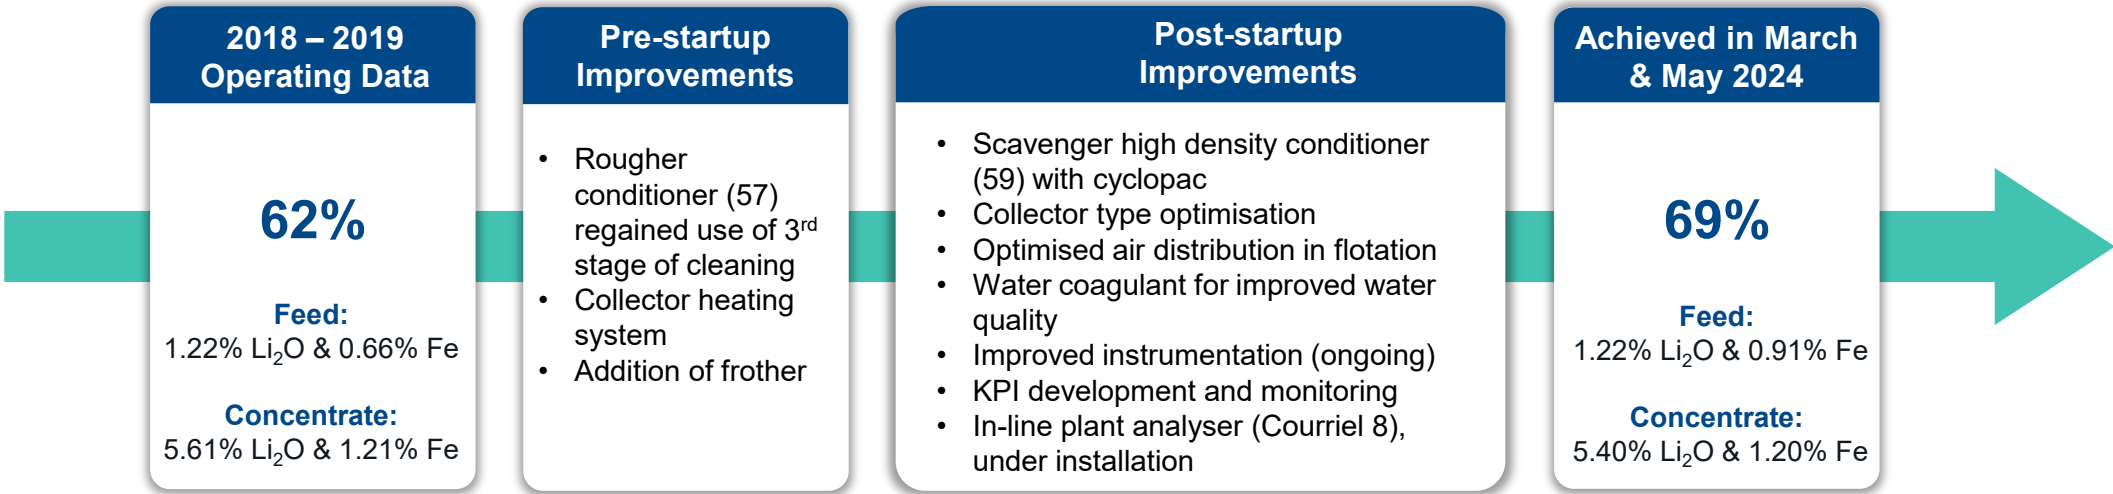 2018 – 2019
Operating Data
62%
Feed:
1.22% Li₂O & 0.66% Fe
Concentrate:
5.61% Li₂O & 1.21% Fe
Pre-startup
Improvements
• Rougher
conditioner (57)
regained use of 3rd
stage of cleaning
• Collector heating
system
• Addition of frother
Post-startup
Improvements
• Scavenger high density conditioner
(59) with cyclopac
• Collector type optimisation
• Optimised air distribution in flotation
• Water coagulant for improved water
quality
• Improved instrumentation (ongoing)
• KPI development and monitoring
• In-line plant analyser (Courriel 8),
under installation
Achieved in March
& May 2024
69%
Feed:
1.22% Li₂O & 0.91% Fe
Concentrate:
5.40% Li₂O & 1.20% Fe